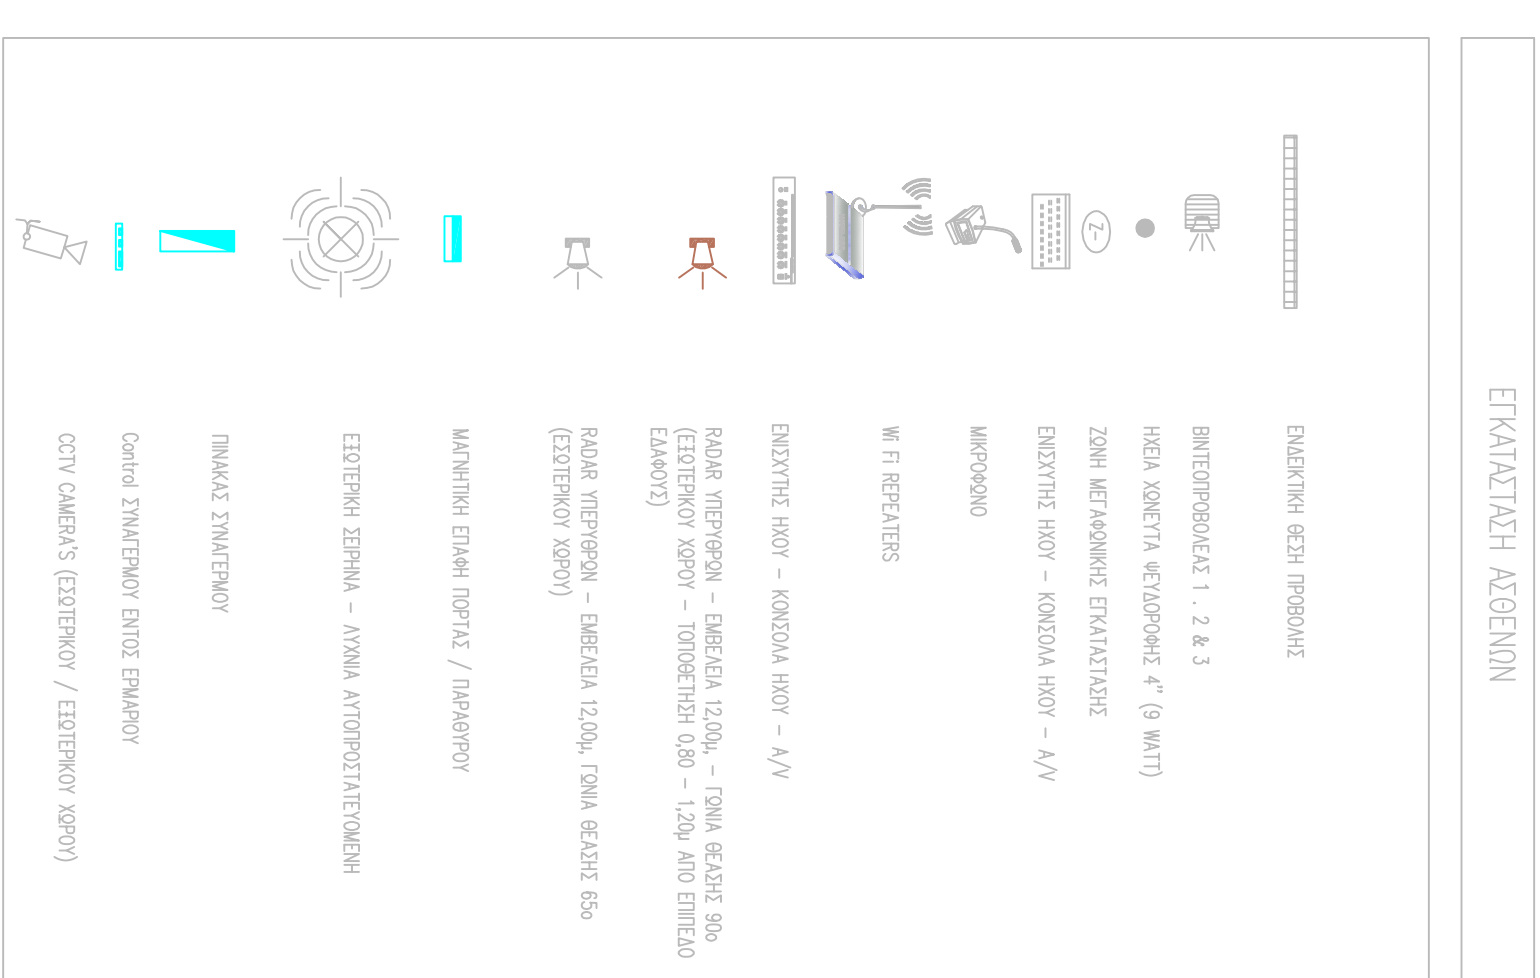 ΕΓΚΑΤΑΣΤΑΣΗ ΑΣΘΕΝΩΝ
ΕΝΔΕΙΚΤΙΚΗ ΘΕΣΗ ΠΡΟΒΟΛΗΣ
ΒΙΝΤΕΟΠΡΟΒΟΛΕΑΣ 1 . 2 & 3
ΗΧΕΙΑ ΧΩΝΕΥΤΑ ΨΕΥΔΟΡΟΦΗΣ 4" (9 WATT)
Z-
ΖΩΝΗ ΜΕΓΑΦΩΝΙΚΗΣ ΕΓΚΑΤΑΣΤΑΣΗΣ
ΕΝΙΣΧΥΤΗΣ ΗΧΟΥ - ΚΟΝΣΟΛΑ ΗΧΟΥ - A/V
ΜΙΚΡΟΦΩΝΟ
Wi Fi REPEATERS
ΕΝΙΣΧΥΤΗΣ ΗΧΟΥ - ΚΟΝΣΟΛΑ ΗΧΟΥ - A/V
RADAR ΥΠΕΡΥΘΡΩΝ - ΕΜΒΕΛΕΙΑ 12,00μ, - ΓΩΝΙΑ ΘΕΑΣΗΣ 90ο
(ΕΞΩΤΕΡΙΚΟΥ ΧΩΡΟΥ - ΤΟΠΟΘΕΤΗΣΗ 0,80 - 1,20μ ΑΠΟ ΕΠΙΠΕΔΟ
ΕΔΑΦΟΥΣ)
RADAR ΥΠΕΡΥΘΡΩΝ - ΕΜΒΕΛΕΙΑ 12,00μ, ΓΩΝΙΑ ΘΕΑΣΗΣ 65ο
(ΕΣΩΤΕΡΙΚΟΥ ΧΩΡΟΥ)
ΜΑΓΝΗΤΙΚΗ ΕΠΑΦΗ ΠΟΡΤΑΣ / ΠΑΡΑΘΥΡΟΥ
ΕΞΩΤΕΡΙΚΗ ΣΕΙΡΗΝΑ - ΛΥΧΝΙΑ ΑΥΤΟΠΡΟΣΤΑΤΕΥΟΜΕΝΗ
ΠΙΝΑΚΑΣ ΣΥΝΑΓΕΡΜΟΥ
Control ΣΥΝΑΓΕΡΜΟΥ ΕΝΤΟΣ ΕΡΜΑΡΙΟΥ
CCTV CAMERA'S (ΕΣΩΤΕΡΙΚΟΥ / ΕΞΩΤΕΡΙΚΟΥ ΧΩΡΟΥ)